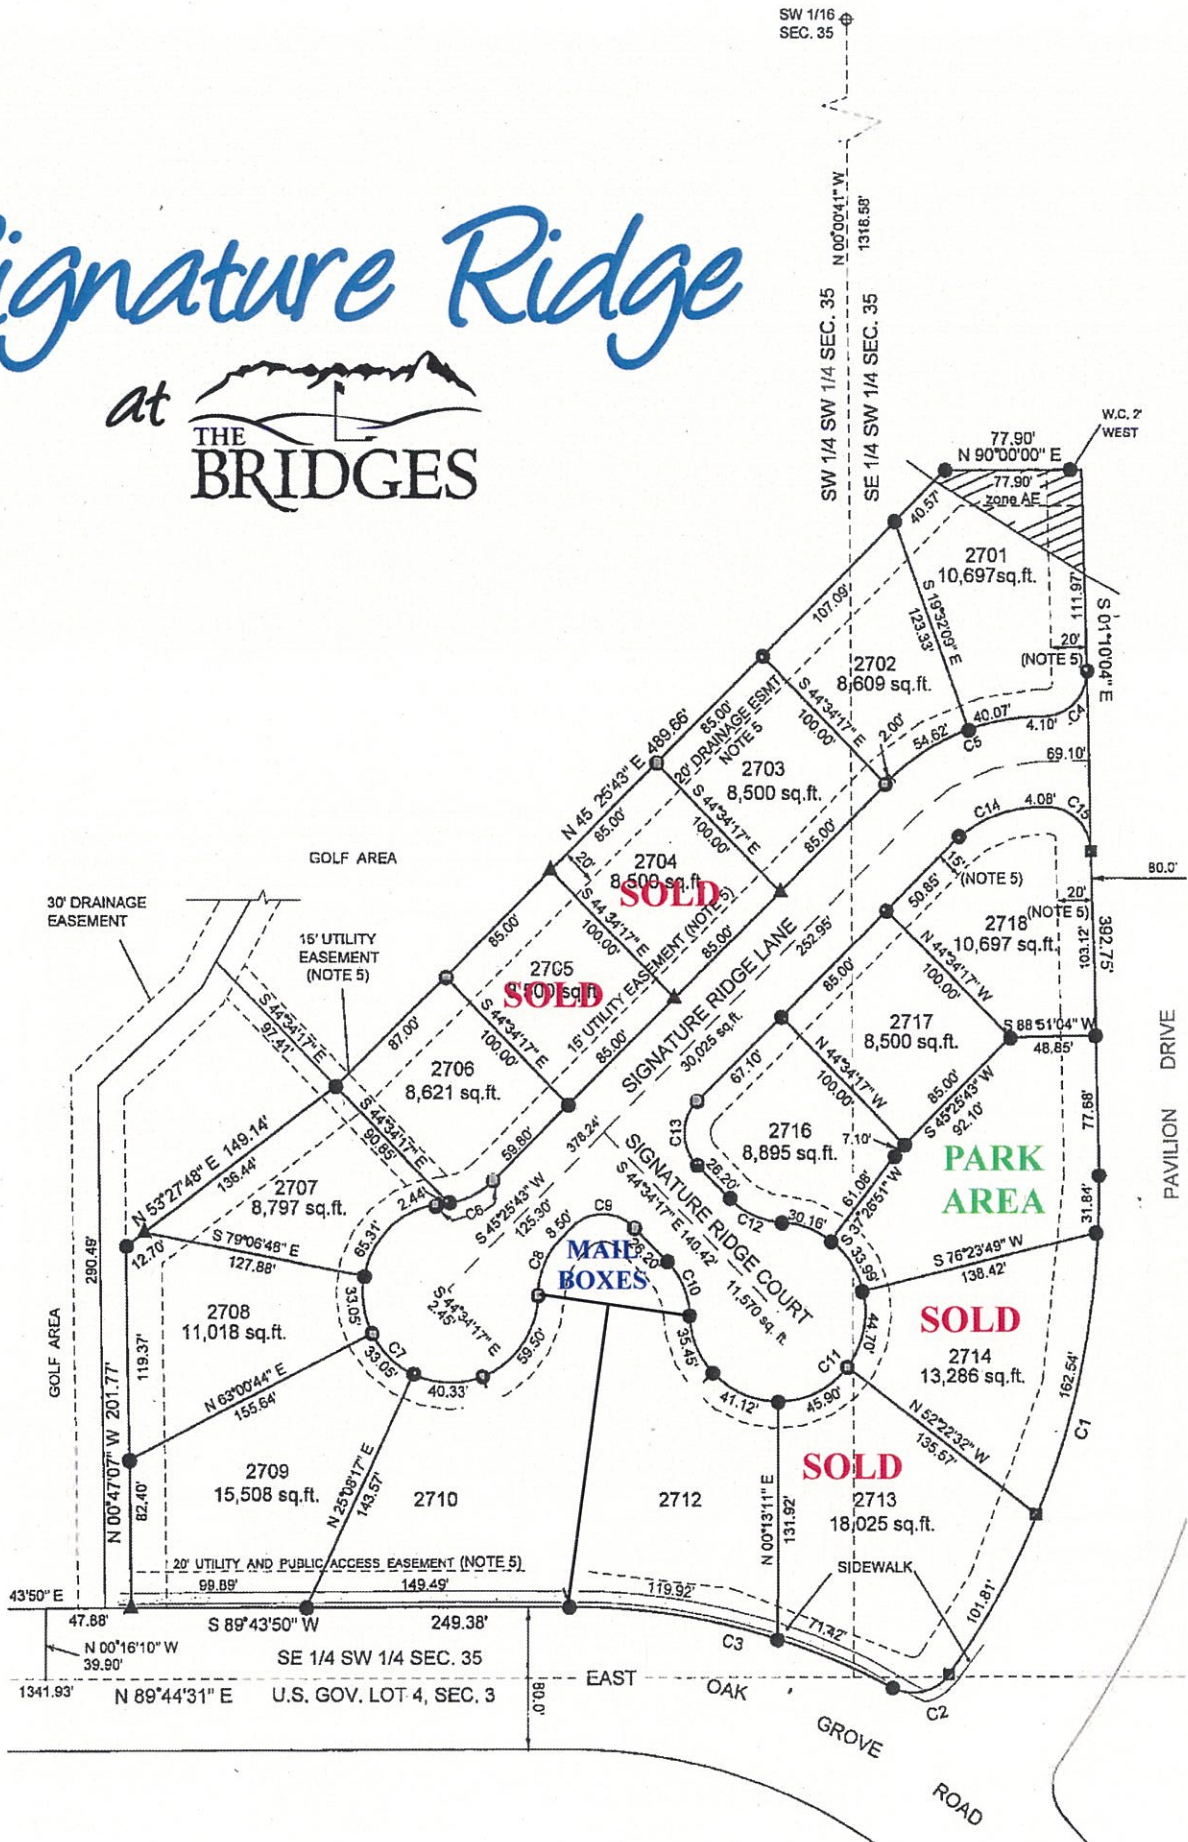 SW 1/16
SEC. 35
N 00°00'41" W
1318.58'
SW 1/4 SW 1/4 SEC. 35
SE 1/4 SW 1/4 SEC. 35
ignature Ridge
at
THE
BRIDGES
W.C. 2'
WEST
77.90'
N 90°00'00" E
77.90'
zone AE
40.57'
2701
10,697sq.ft.
111.97'
S 01°10'04" E
107.09'
S 19°32'09" E
123.33'
20'
(NOTE 5)
2702
8,609 sq.ft.
S 44°34'17" E
100.00'
2.00'
54.62'
40.07'
C5
4.10'
C4
69.10'
N 45 25'43" E 489.66'
85.00'
20' DRAINAGE ESMT
NOTE 5
2703
8,500 sq.ft.
S 44°34'17" E
100.00'
85.00'
C14
4.08'
C15
85.00'
20'
2704
8,500 sq.ft.
SOLD
S 44 34'17" E
100.00'
85.00'
15' UTILITY EASEMENT (NOTE 5)
GOLF AREA
30' DRAINAGE
EASEMENT
15' UTILITY
EASEMENT
(NOTE 5)
80.0'
50.85'
15'
(NOTE 5)
20'
(NOTE 5)
2718
10,697 sq.ft.
103.12'
392.75'
85.00'
2705
8,500 sq.ft.
SOLD
S 44°34'17" E
100.00'
85.00'
SIGNATURE RIDGE LANE
252.95'
30,025 sq.ft.
85.00'
N 44°34'17" W
100.00'
2717
8,500 sq.ft.
S 88°51'04" W
48.85'
S 44°34'17" E
97.41'
87.00'
2706
8,621 sq.ft.
S 44°34'17" E
90.85'
59.80'
378.24'
67.10'
N 44°34'17" W
100.00'
85.00'
S 45°25'43" W
92.10'
77.68'
PAVILION DRIVE
C13
2716
8,895 sq.ft.
7.10'
PARK
AREA
N 53°27'48" E 149.14'
136.44'
2707
8,797 sq.ft.
2.44'
C6
S 45°25'43" W
125.30'
SIGNATURE RIDGE COURT
S 44°34'17" E 140.42'
11,570 sq. ft.
26.20'
C12
30.16'
61.08'
S 37°26'51" W
31.84'
280.49'
12.70'
S 79°06'48" E
127.88'
65.31'
8.50'
C9
C8
MAIL
BOXES
26.20'
C10
33.99'
S 76°23'49" W
138.42'
GOLF AREA
2708
11,018 sq.ft.
119.37'
33.05'
S 44°34'17" E
2.45'
59.50'
35.45'
44.70'
C11
SOLD
2714
13,286 sq.ft.
162.54'
C1
N 63°00'44" E
155.64'
C7
33.05'
40.33'
41.12'
45.90'
N 52°22'32" W
135.67'
N 00°47'07" W 201.77'
82.40'
2709
15,508 sq.ft.
N 25°08'17" E
143.57'
2710
2712
N 00°13'11" E
131.92'
SOLD
2713
18,025 sq.ft.
SIDEWALK
20' UTILITY AND PUBLIC ACCESS EASEMENT (NOTE 5)
99.89'
149.49'
119.92'
71.42'
101.81'
43'50" E
47.88'
S 89°43'50" W
249.38'
C3
C2
N 00°16'10" W
39.90'
SE 1/4 SW 1/4 SEC. 35
1341.93'
N 89°44'31" E
U.S. GOV. LOT 4, SEC. 3
80.0'
EAST OAK GROVE ROAD